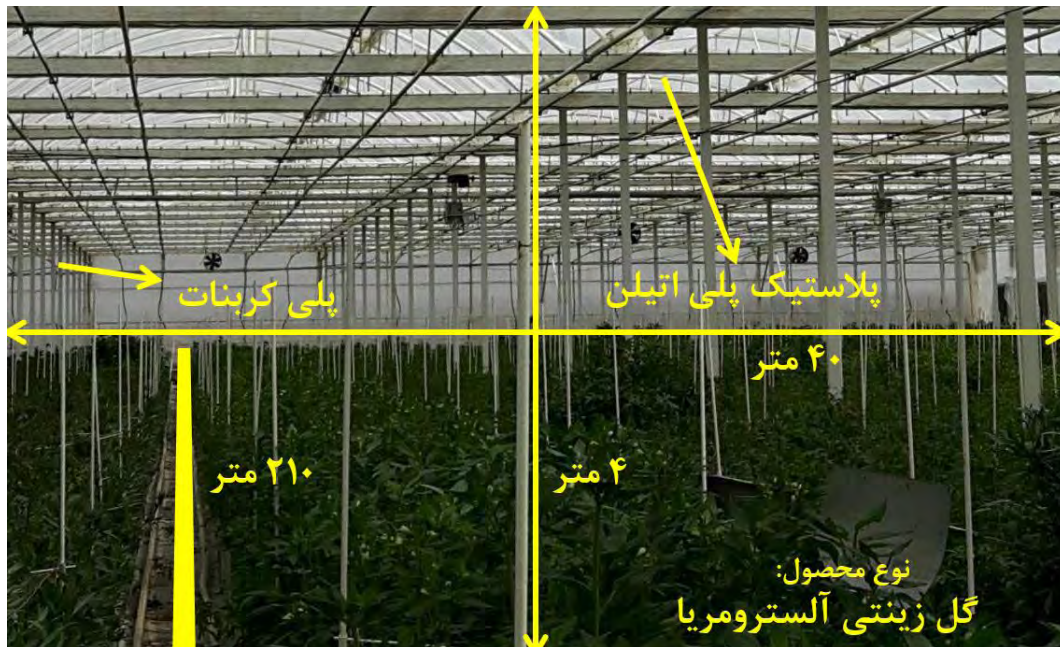 پلی کربنات
پلاستیک پلی اتیلن
۴۰ متر
۲۱۰ متر
۴ متر
نوع محصول:
گل زینتی آلسترومریا